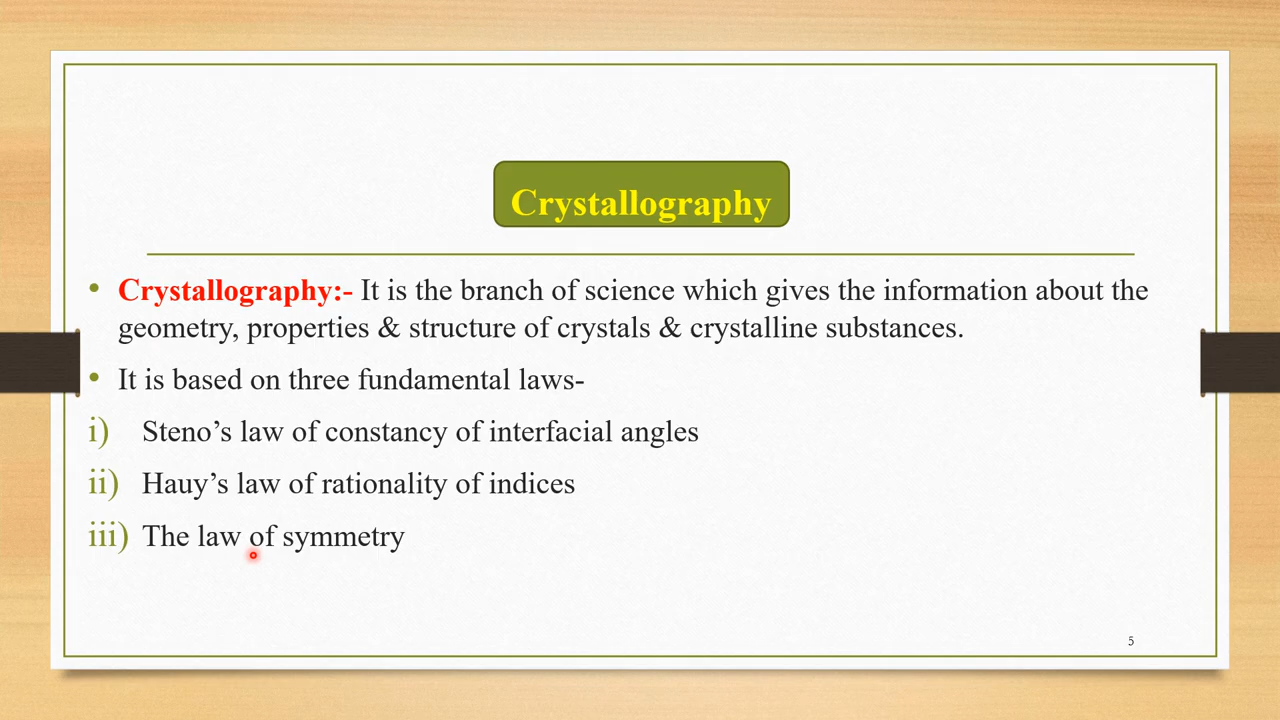 Crystallography
• Crystallography:- It is the branch of science which gives the information about the
geometry, properties & structure of crystals & crystalline substances.
• It is based on three fundamental laws-
i) Steno’s law of constancy of interfacial angles
ii) Hauy’s law of rationality of indices
iii) The law of symmetry
5